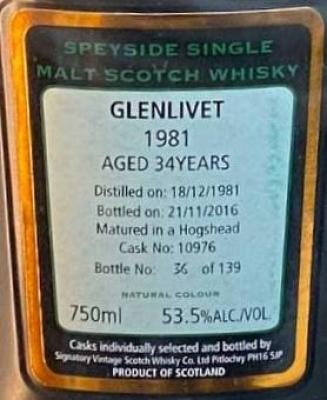 SPEYSIDE SINGLE
MALT SCOTCH WHISKY
GLENLIVET
1981
AGED 34YEARS
Distilled on: 18/12/1981
Bottled on: 21/11/2016
Matured in a Hogshead
Cask No: 10976
Bottle No: 36 of 139
NATURAL COLOUR
750ml 53.5%ALC./VOL.
Casks individually selected and bottled by
Signatory Vintage Scotch Whisky Co. Ltd Pitlochry PH16 5JP
PRODUCT OF SCOTLAND